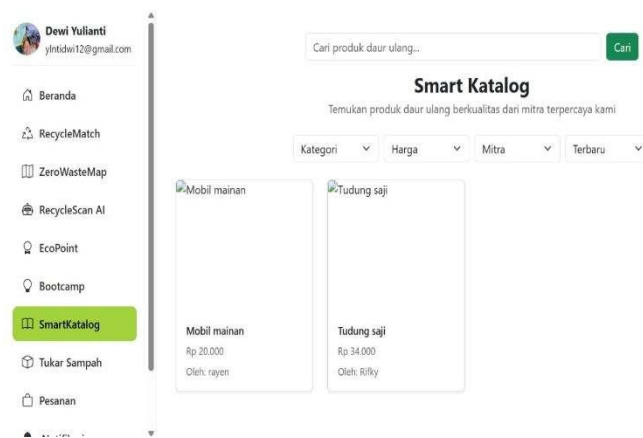 Dewi Yulianti
ylntidwi12@gmail.com
Beranda
RecycleMatch
ZeroWasteMap
RecycleScan AI
EcoPoint
Bootcamp
SmartKatalog
Tukar Sampah
Pesanan
Cari produk daur ulang...
Cari
Smart Katalog
Temukan produk daur ulang berkualitas dari mitra terpercaya kami
Kategori
Harga
Mitra
Terbaru
Mobil mainan
Mobil mainan
Rp 20.000
Oleh: rayen
Tudung saji
Tudung saji
Rp 34.000
Oleh: Rifky